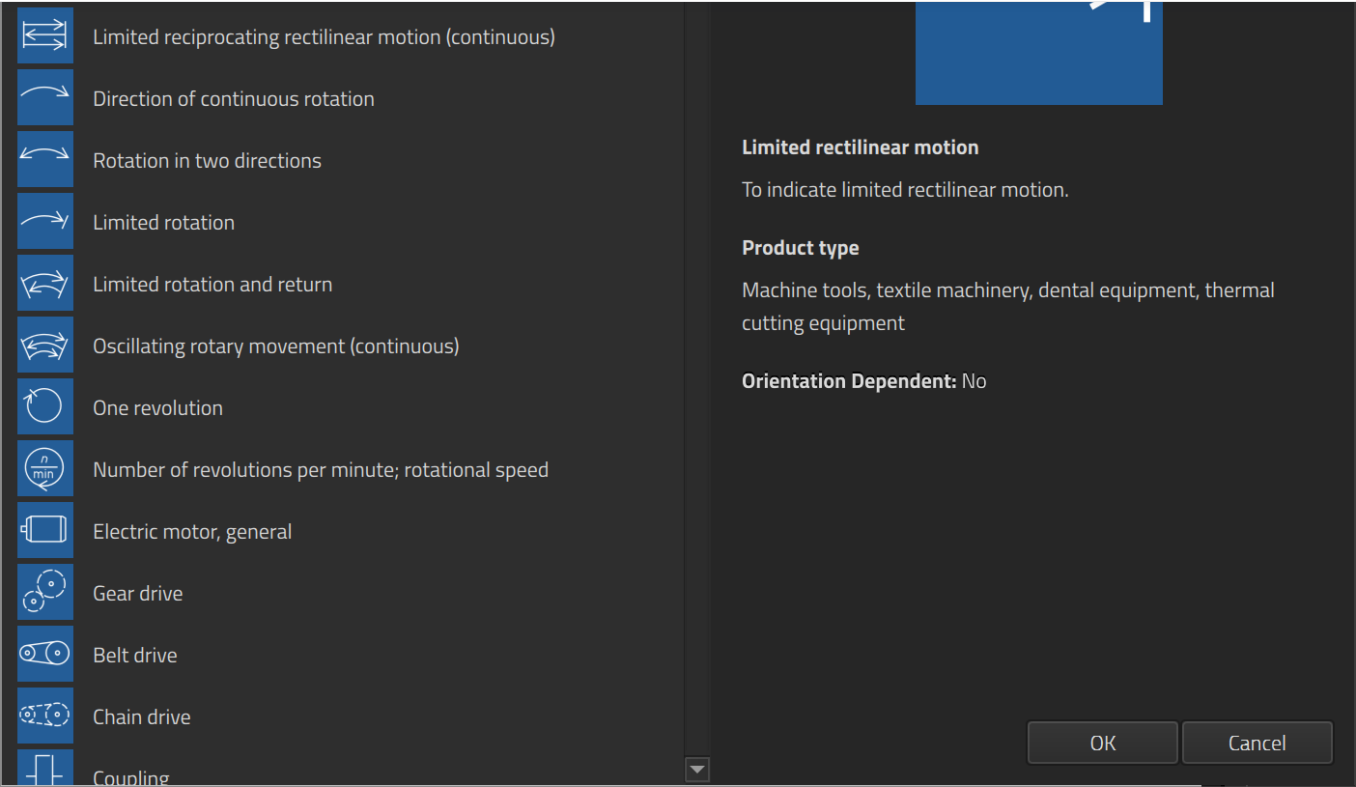 Limited reciprocating rectilinear motion (continuous)
Direction of continuous rotation
Rotation in two directions
Limited rotation
Limited rotation and return
Oscillating rotary movement (continuous)
One revolution
n
min
Number of revolutions per minute; rotational speed
Electric motor, general
Gear drive
Belt drive
Chain drive
Coupling
Limited rectilinear motion
To indicate limited rectilinear motion.
Product type
Machine tools, textile machinery, dental equipment, thermal
cutting equipment
Orientation Dependent: No
OK
Cancel